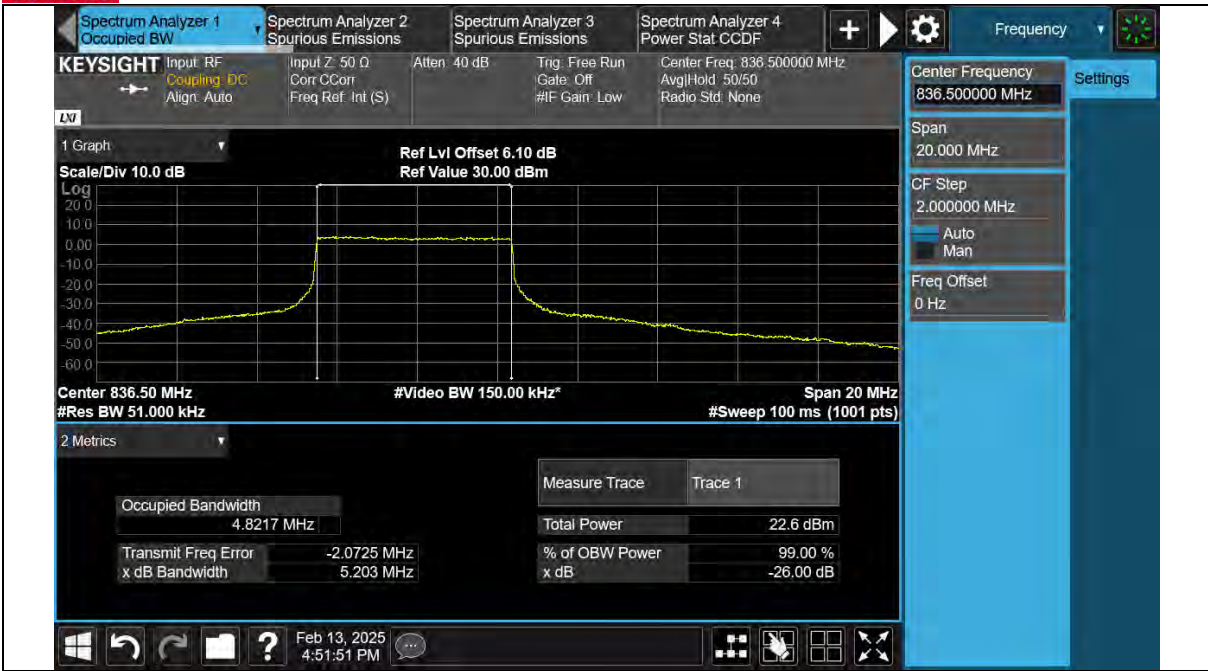 Spectrum Analyzer 1
Occupied BW
Spectrum Analyzer 2
Spurious Emissions
Spectrum Analyzer 3
Spurious Emissions
Spectrum Analyzer 4
Power Stat CCDF
Frequency
KEYSIGHT
Input: RF
Coupling: DC
Align: Auto
Input Z: 50 Ω
Corr CCorr
Freq Ref: Int (S)
Atten: 40 dB
Trig: Free Run
Gate: Off
#IF Gain: Low
Center Freq: 836.500000 MHz
Avg|Hold: 50/50
Radio Std: None
LXI
Center Frequency
836.500000 MHz
Settings
Span
20.000 MHz
CF Step
2.000000 MHz
Auto
Man
Freq Offset
0 Hz
1 Graph
Scale/Div 10.0 dB
Ref Lvl Offset 6.10 dB
Ref Value 30.00 dBm
Log
20.0
10.0
0.00
-10.0
-20.0
-30.0
-40.0
-50.0
-60.0
Center 836.50 MHz
#Video BW 150.00 kHz*
Span 20 MHz
#Res BW 51.000 kHz
#Sweep 100 ms (1001 pts)
2 Metrics
Measure Trace
Trace 1
Occupied Bandwidth
4.8217 MHz
Total Power
22.6 dBm
Transmit Freq Error
-2.0725 MHz
% of OBW Power
99.00 %
x dB Bandwidth
5.203 MHz
x dB
-26.00 dB
Feb 13, 2025
4:51:51 PM